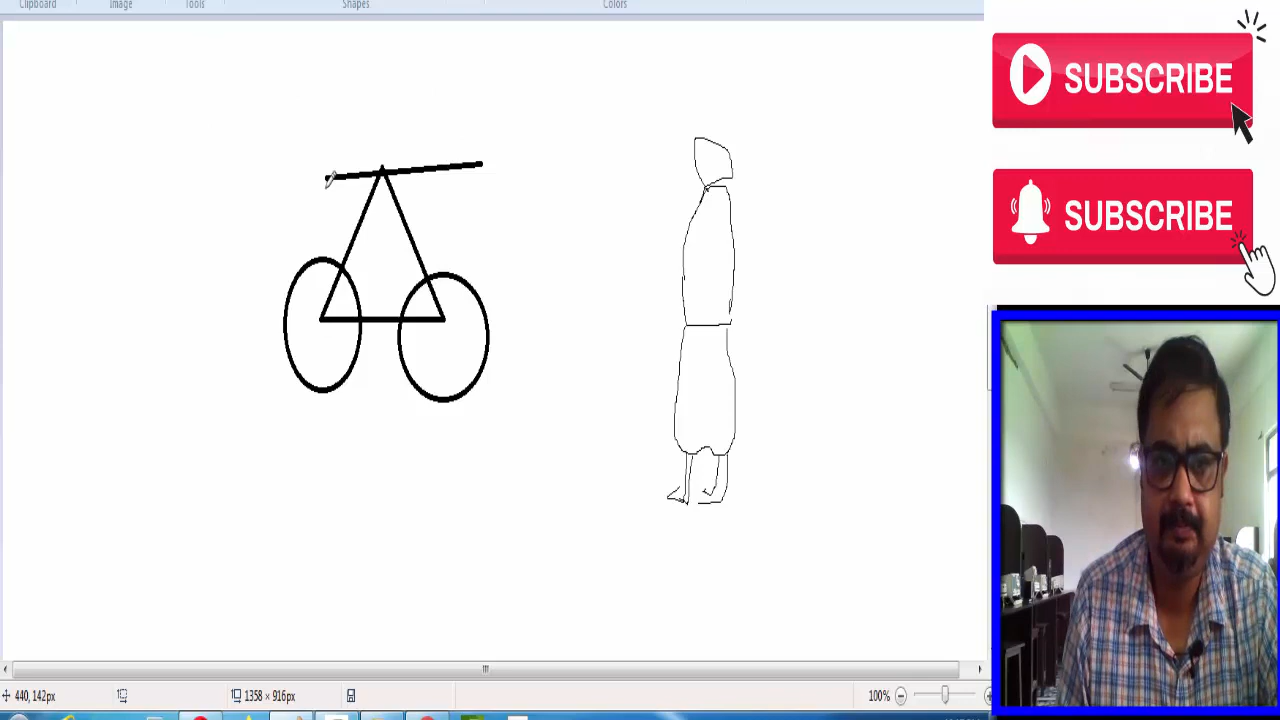 Clipboard
Image
Tools
Shapes
Colors
SUBSCRIBE
SUBSCRIBE
440, 142px
1358 × 916px
100%